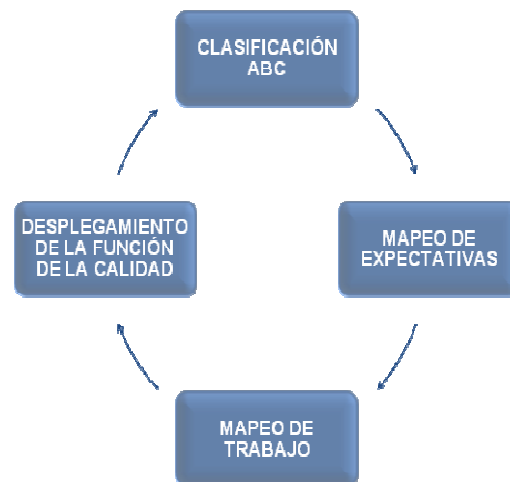 CLASIFICACIÓN
ABC
DESPLEGAMIENTO
DE LA FUNCIÓN
DE LA CALIDAD
MAPEO DE
EXPECTATIVAS
MAPEO DE
TRABAJO